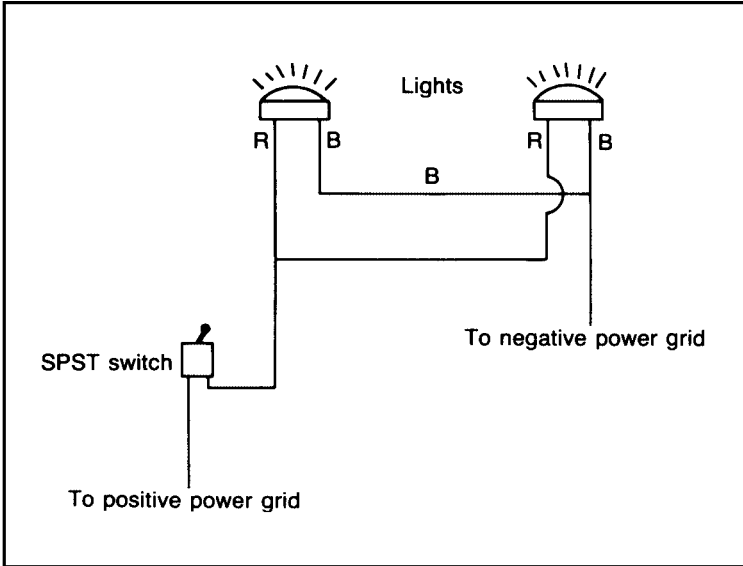 Lights
R B
R B
B
To negative power grid
SPST switch
To positive power grid